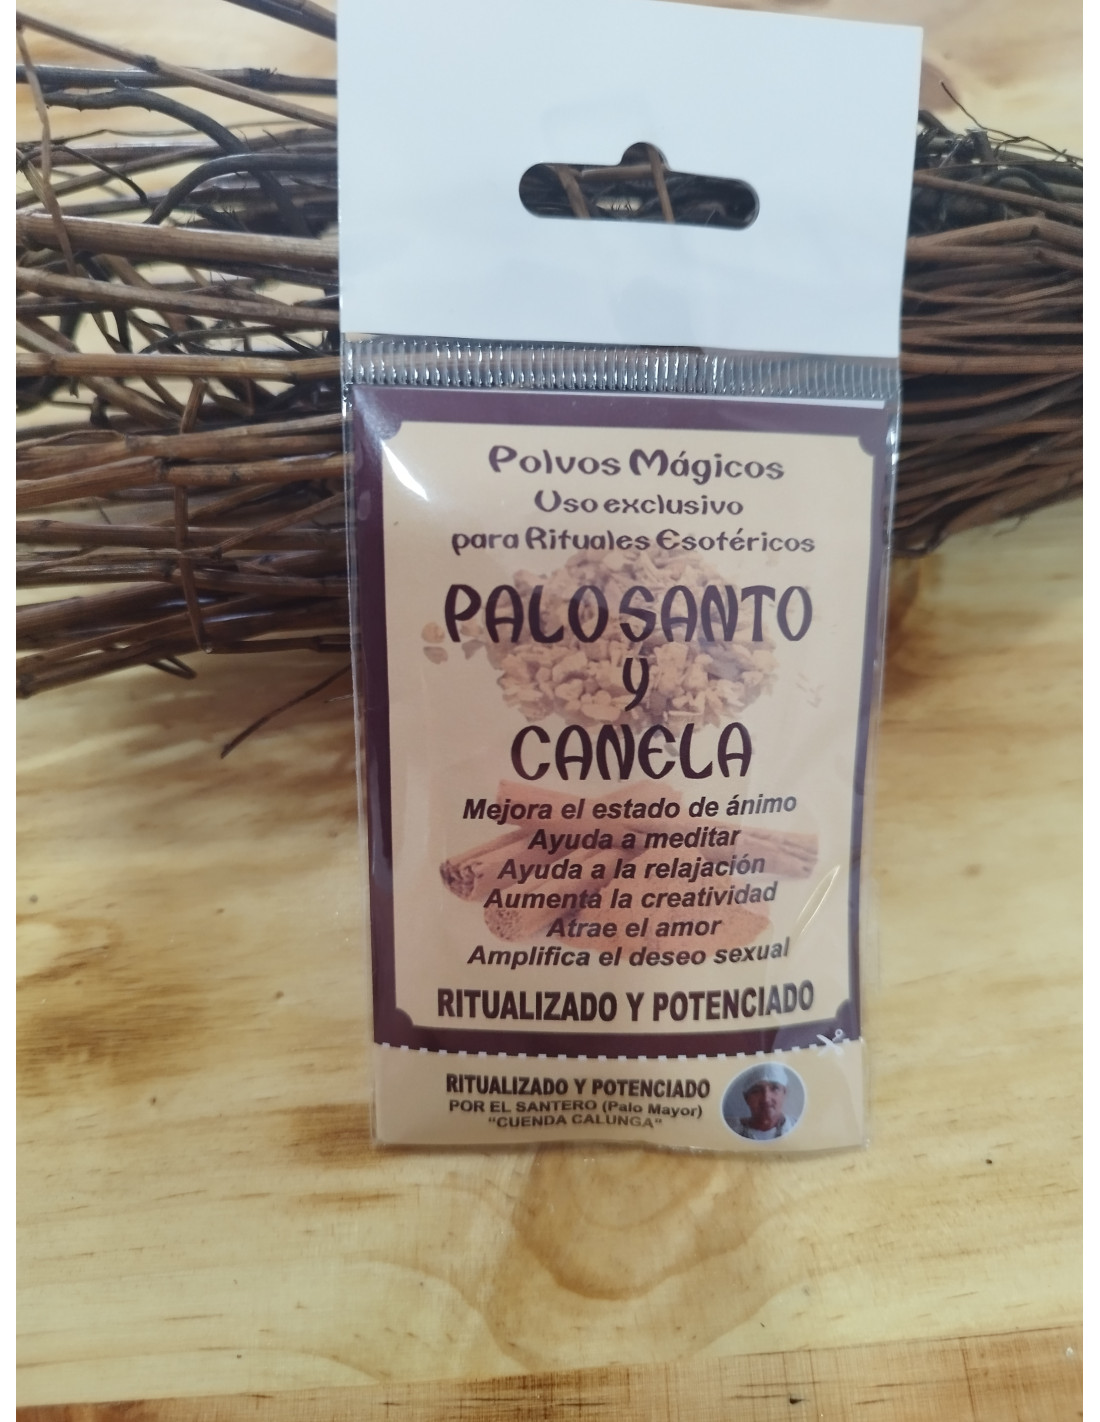 Polvos Mágicos
Uso exclusivo
para Rituales Esotéricos
PALO SANTO
y
CANELA
Mejora el estado de ánimo
Ayuda a meditar
Ayuda a la relajación
Aumenta la creatividad
Atrae el amor
Amplifica el deseo sexual
RITUALIZADO Y POTENCIADO
RITUALIZADO Y POTENCIADO
POR EL SANTERO (Palo Mayor)
"CUENDA CALUNGA"